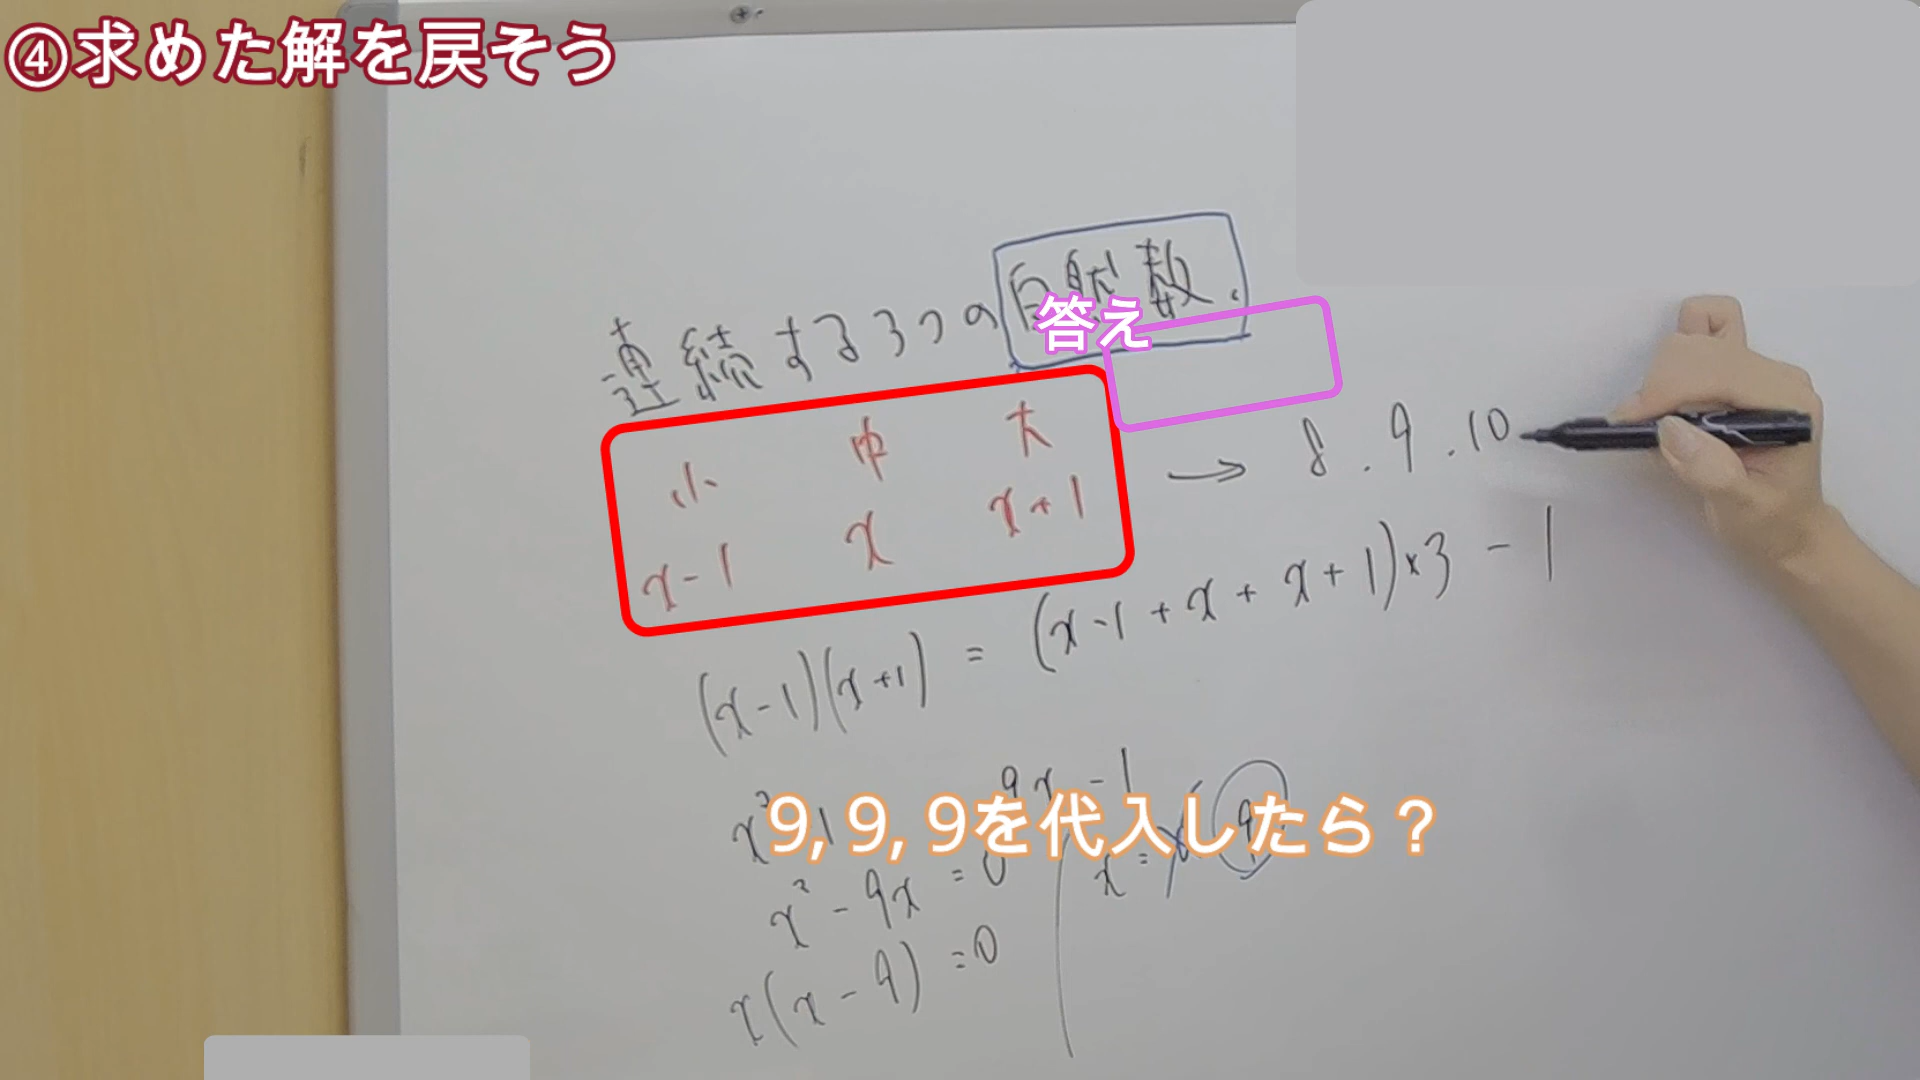 ④求めた解を戻そう
連続する3つの自然数.
答え
小 中 大
x-1 x x+1
→ 8.9.10
(x-1)(x+1) = (x-1+x+x+1)×3-1
9x-1
9, 9, 9を代入したら？
x²-9x=0
x(x-9)=0